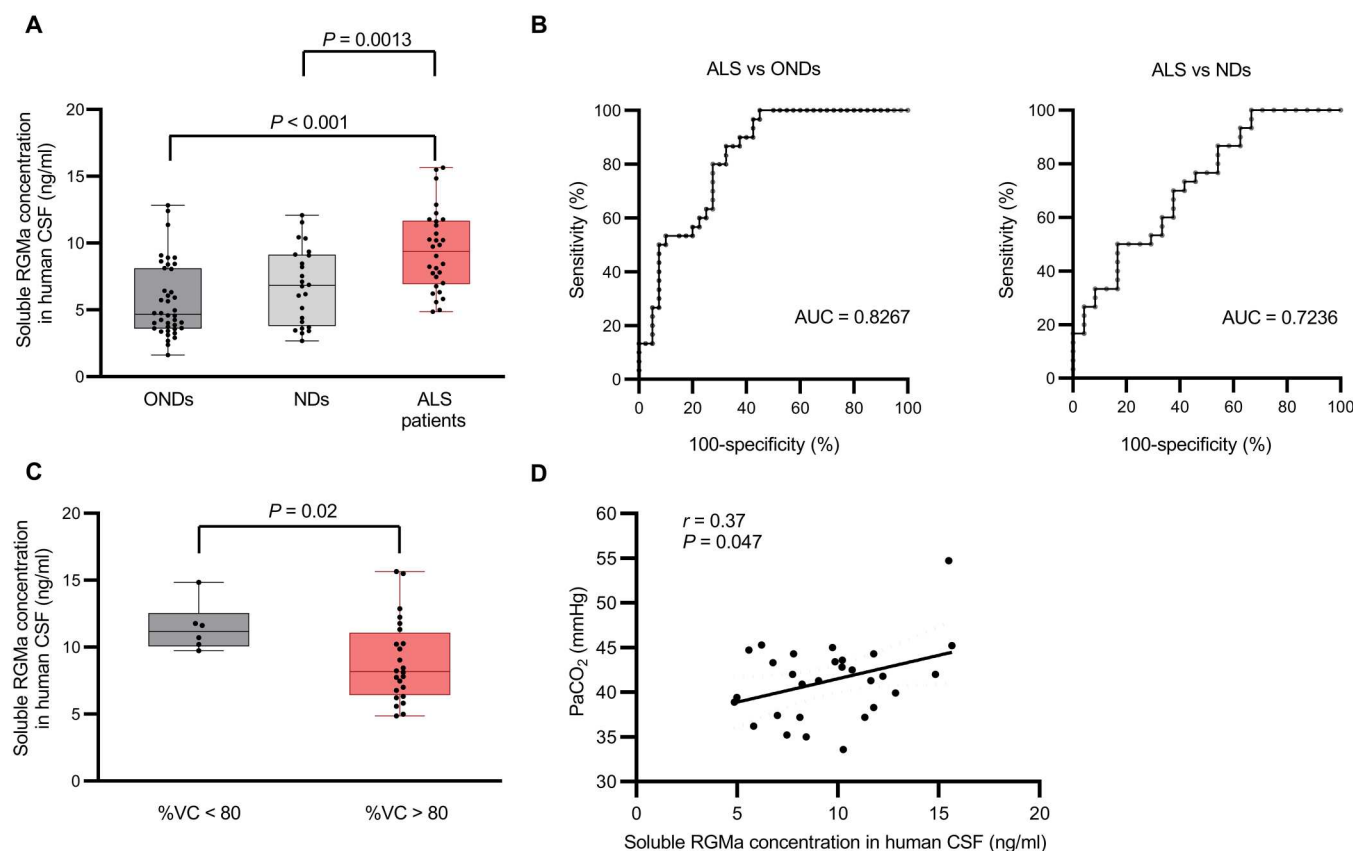 A
P = 0.0013
P < 0.001
20
15
10
5
0
Soluble RGMa concentration
in human CSF (ng/ml)
ONDs
NDs
ALS
patients
B
ALS vs ONDs
100
80
60
40
20
0
Sensitivity (%)
AUC = 0.8267
0
20
40
60
80
100
100-specificity (%)
ALS vs NDs
100
80
60
40
20
0
Sensitivity (%)
AUC = 0.7236
0
20
40
60
80
100
100-specificity (%)
C
P = 0.02
20
15
10
5
0
Soluble RGMa concentration
in human CSF (ng/ml)
%VC < 80
%VC > 80
D
r = 0.37
P = 0.047
60
55
50
45
40
35
30
PaCO₂ (mmHg)
0
5
10
15
20
Soluble RGMa concentration in human CSF (ng/ml)